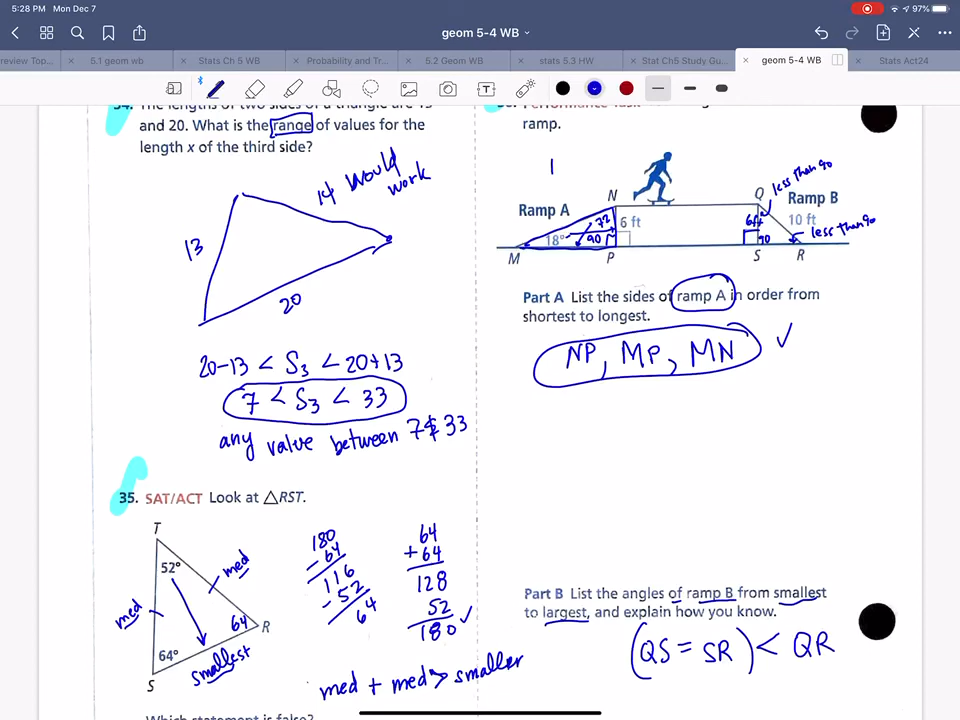 5:28 PM Mon Dec 7
97%
geom 5-4 WB
review Top...
5.1 geom wb
Stats Ch 5 WB
Probability and Tr...
5.2 Geom WB
stats 5.3 HW
Stat Ch5 Study Gu...
geom 5-4 WB
Stats Act24
and 20. What is the range of values for the
length x of the third side?
14 would
work
13
20
20-13 < S3 < 20+13
7 < S3 < 33
any value between 7 & 33
35. SAT/ACT Look at △RST.
T
52°
med
med
64
R
64°
S
smallest
180
-64
116
-52
64
64
+64
128
52
180 ✓
med + med > smaller
Which statement is false?
ramp.
N
Q
less than 90
Ramp A
Ramp B
72
6 ft
6ft
10 ft
18°
90
90
less than 90
M
P
S
R
Part A List the sides of ramp A in order from
shortest to longest.
NP, MP, MN ✓
Part B List the angles of ramp B from smallest
to largest, and explain how you know.
(QS = SR) < QR